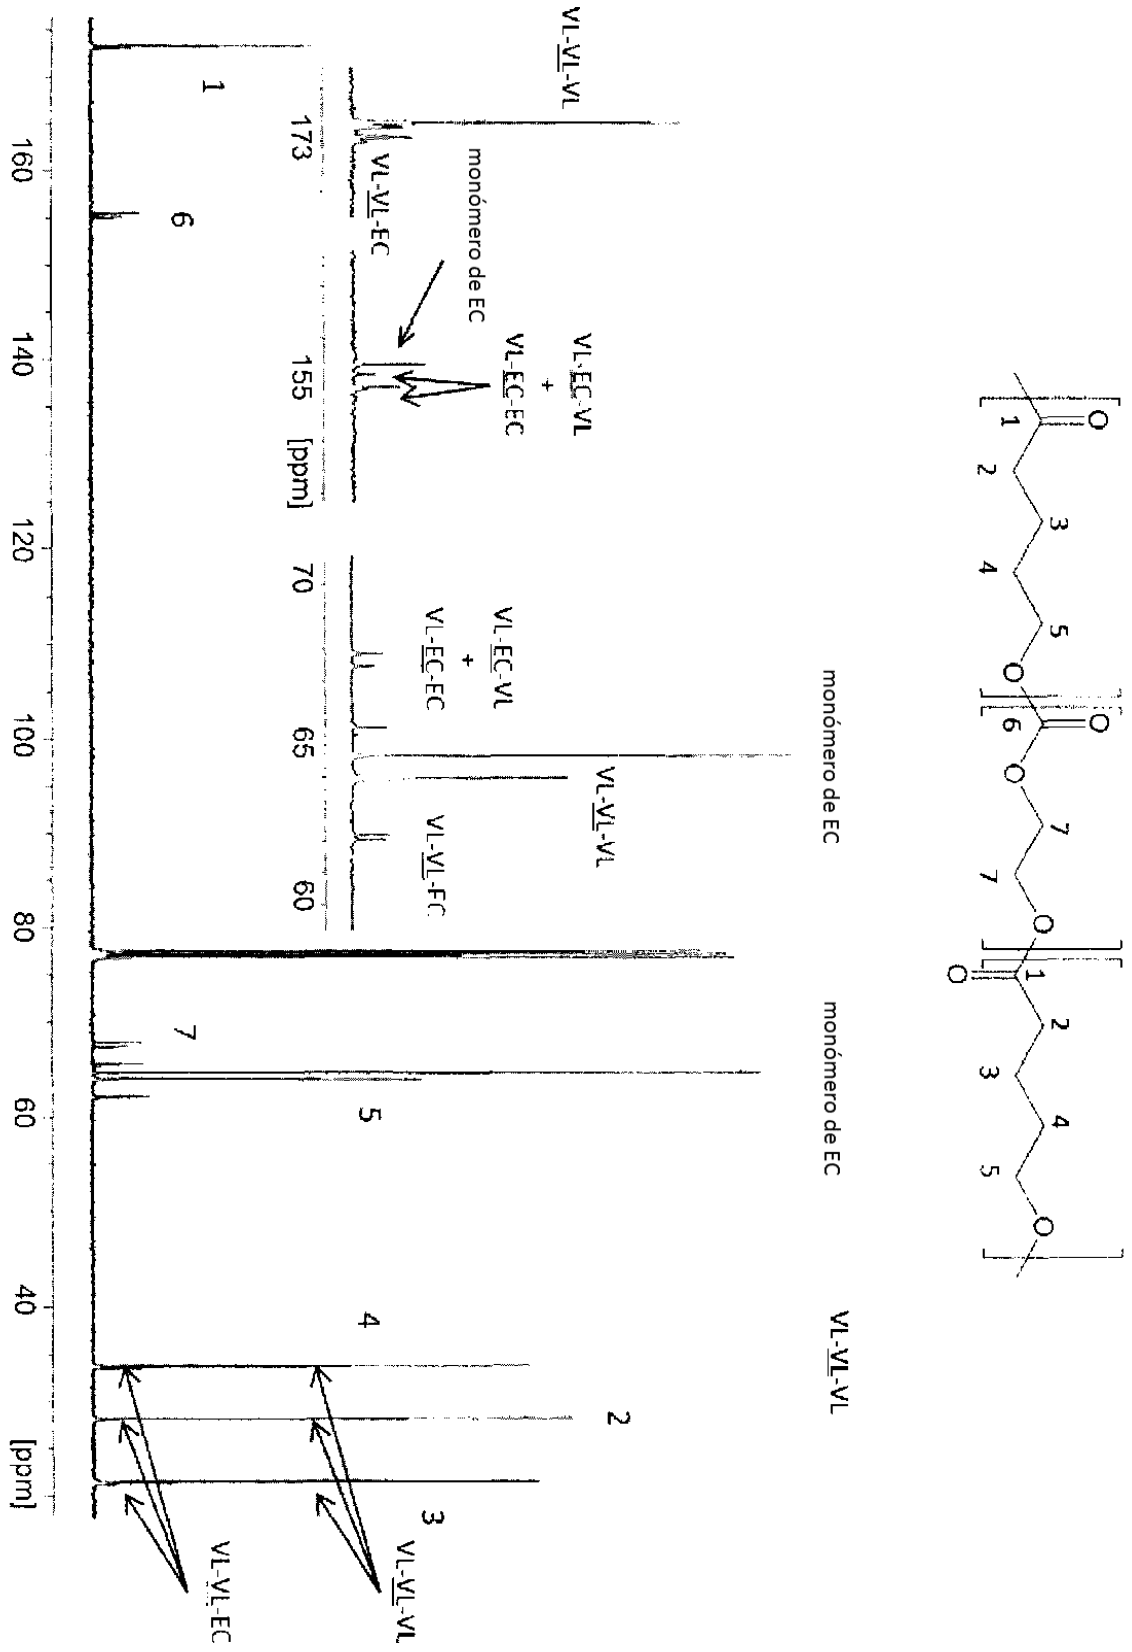 O
O
1
2
3
4
5
O
6
O
7
7
O
1
O
2
3
4
5
O
monómero de EC
monómero de EC
VL-VL-VL
VL-VL-VL
monómero de EC
VL-EC-VL
+
VL-EC-EC
VL-VL-EC
173
155
[ppm]
VL-EC-VL
+
VL-EC-EC
VL-VL-VL
VL-VL-EC
70
65
60
1
6
7
5
4
2
3
VL-VL-VL
VL-VL-EC
160
140
120
100
80
60
40
[ppm]